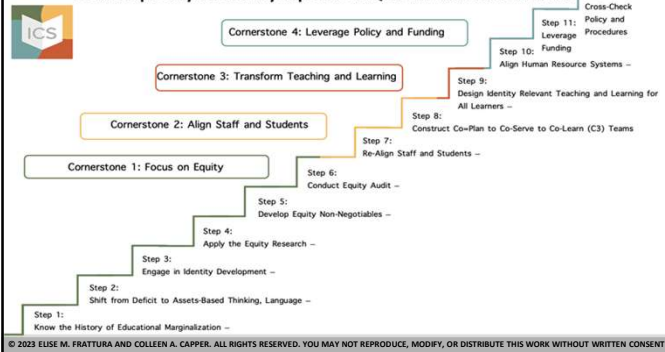 ICS
Cornerstone 4: Leverage Policy and Funding
Cornerstone 3: Transform Teaching and Learning
Cornerstone 2: Align Staff and Students
Cornerstone 1: Focus on Equity
Cross-Check
Policy and
Procedures
Step 11:
Leverage
Funding
Step 10:
Align Human Resource Systems –
Step 9:
Design Identity Relevant Teaching and Learning for
All Learners –
Step 8:
Construct Co=Plan to Co-Serve to Co-Learn (C3) Teams
Step 7:
Re-Align Staff and Students –
Step 6:
Conduct Equity Audit –
Step 5:
Develop Equity Non-Negotiables –
Step 4:
Apply the Equity Research –
Step 3:
Engage in Identity Development –
Step 2:
Shift from Deficit to Assets-Based Thinking, Language –
Step 1:
Know the History of Educational Marginalization –
© 2023 ELISE M. FRATTURA AND COLLEEN A. CAPPER. ALL RIGHTS RESERVED. YOU MAY NOT REPRODUCE, MODIFY, OR DISTRIBUTE THIS WORK WITHOUT WRITTEN CONSENT